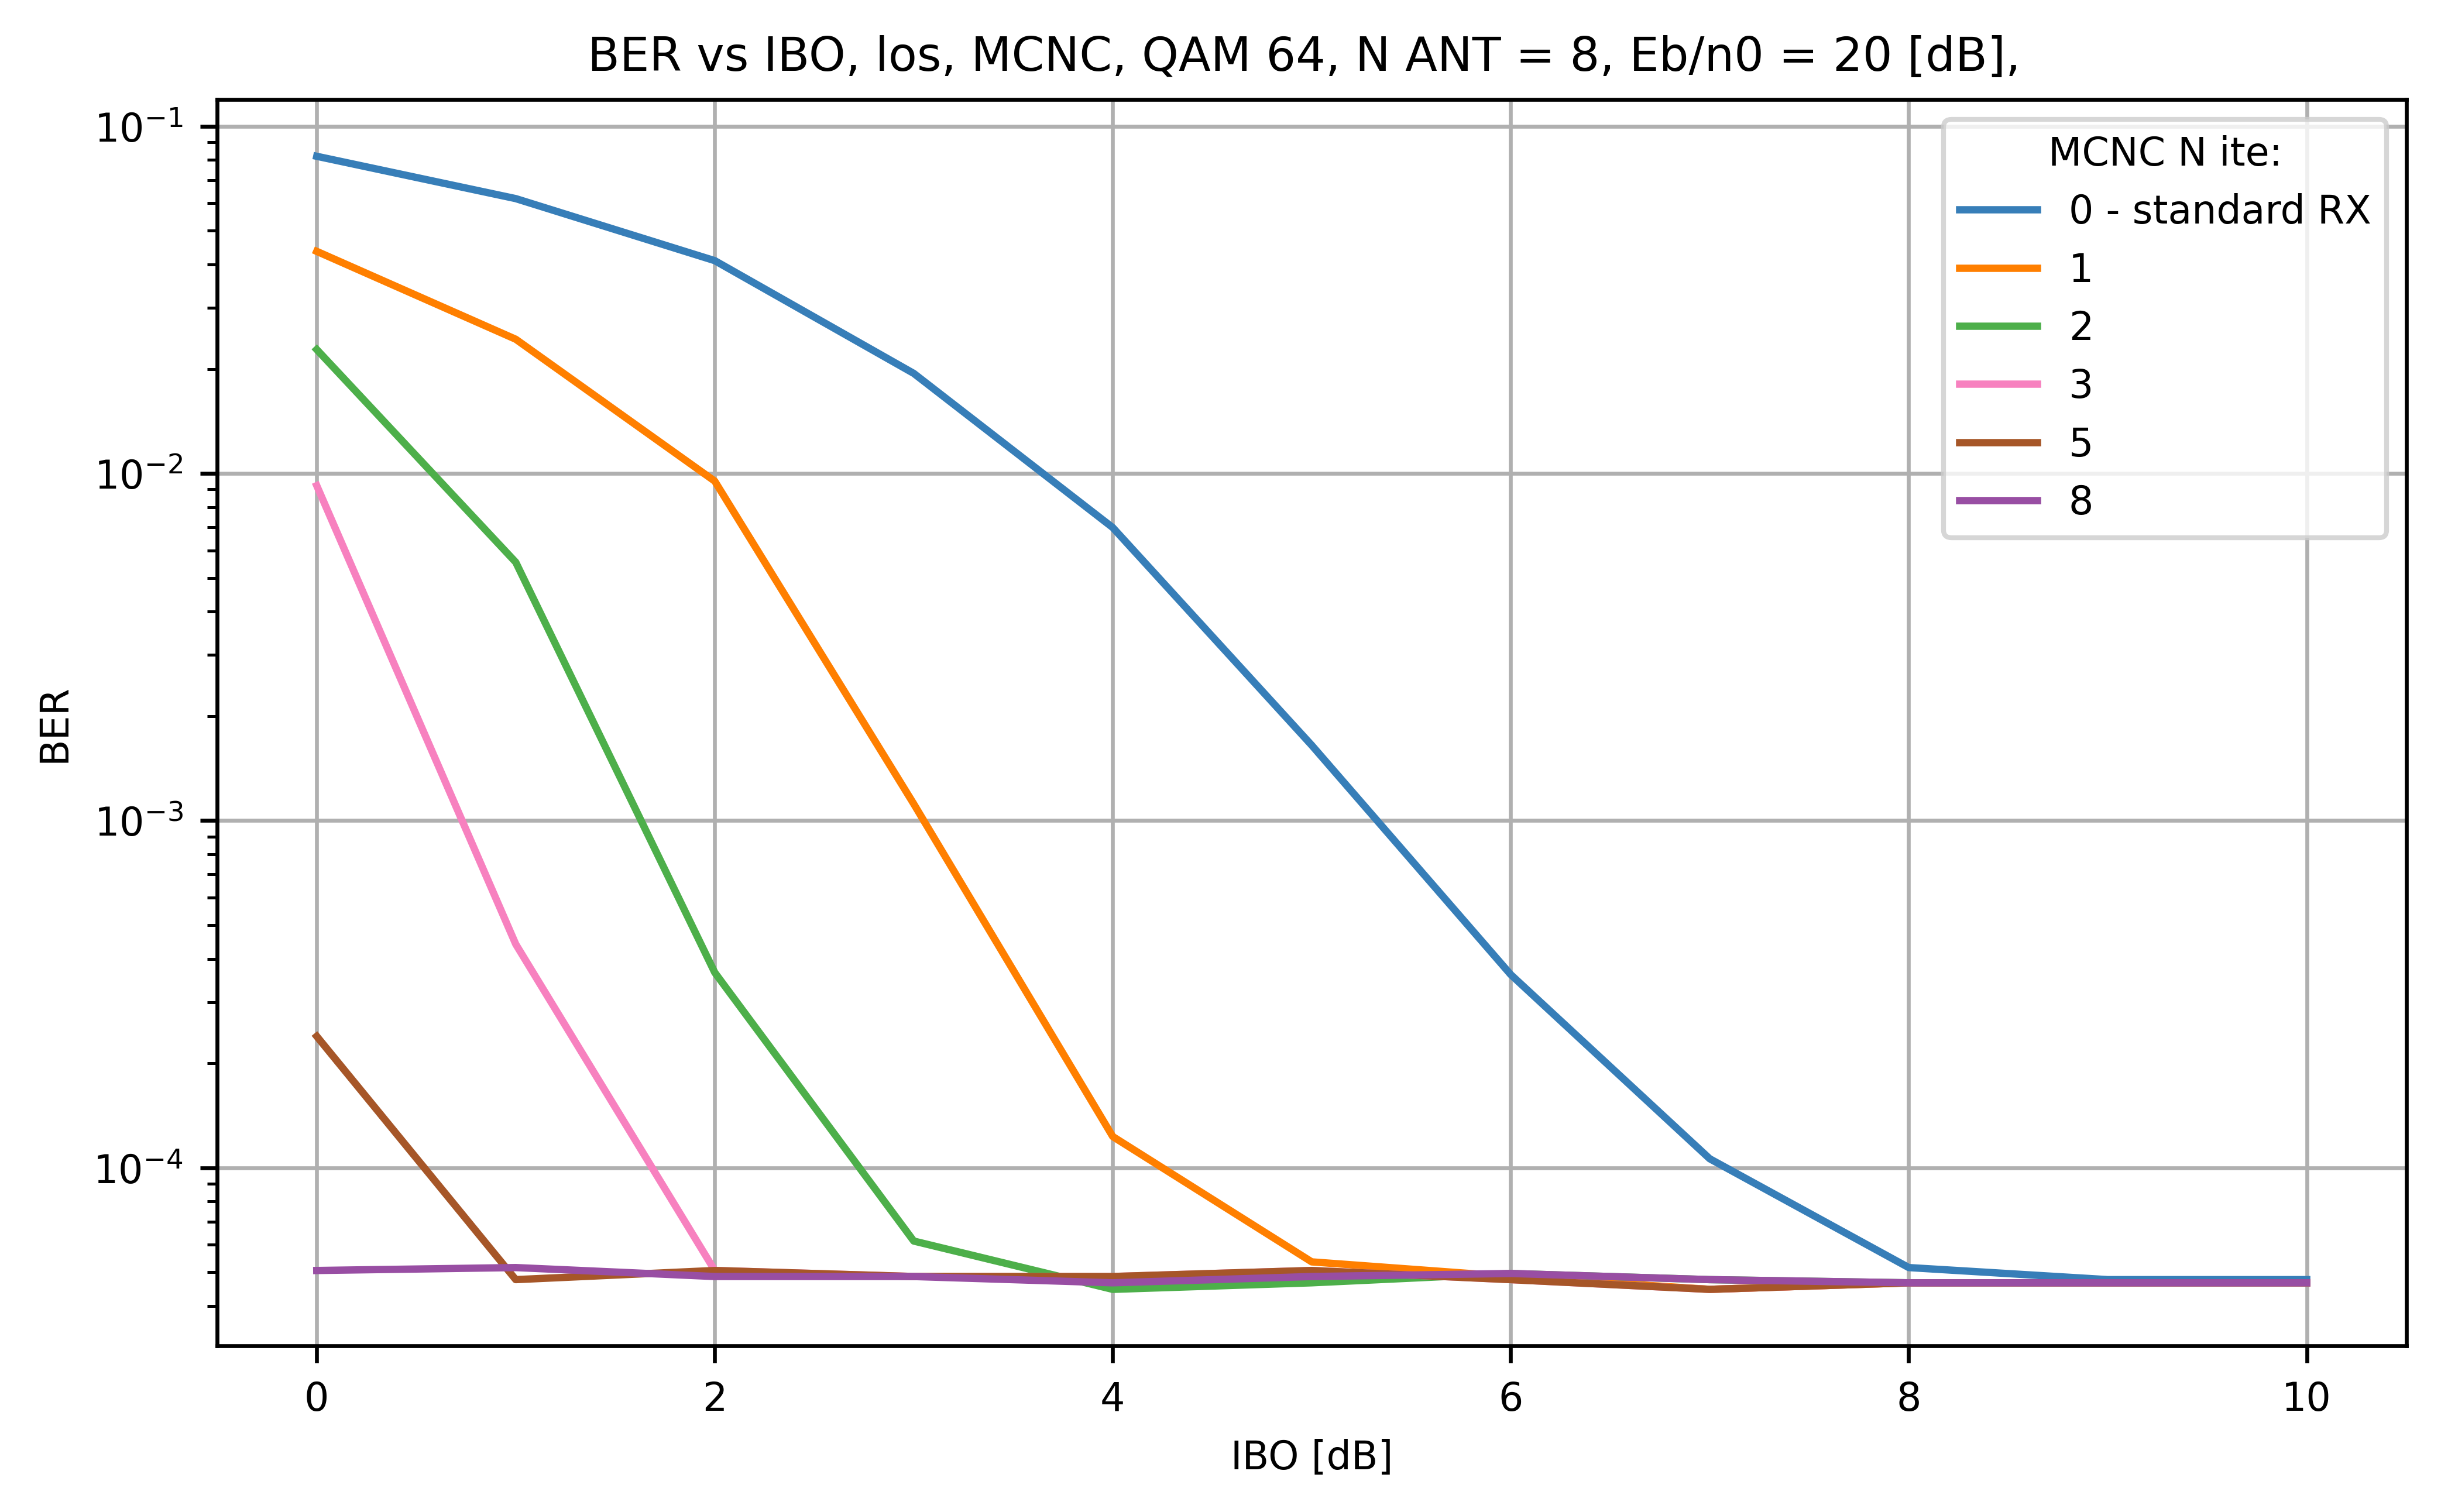 BER vs IBO, los, MCNC, QAM 64, N ANT = 8, Eb/n0 = 20 [dB],
MCNC N ite:
0 - standard RX
1
2
3
5
8
10⁻¹
10⁻²
10⁻³
10⁻⁴
BER
0 2 4 6 8 10
IBO [dB]